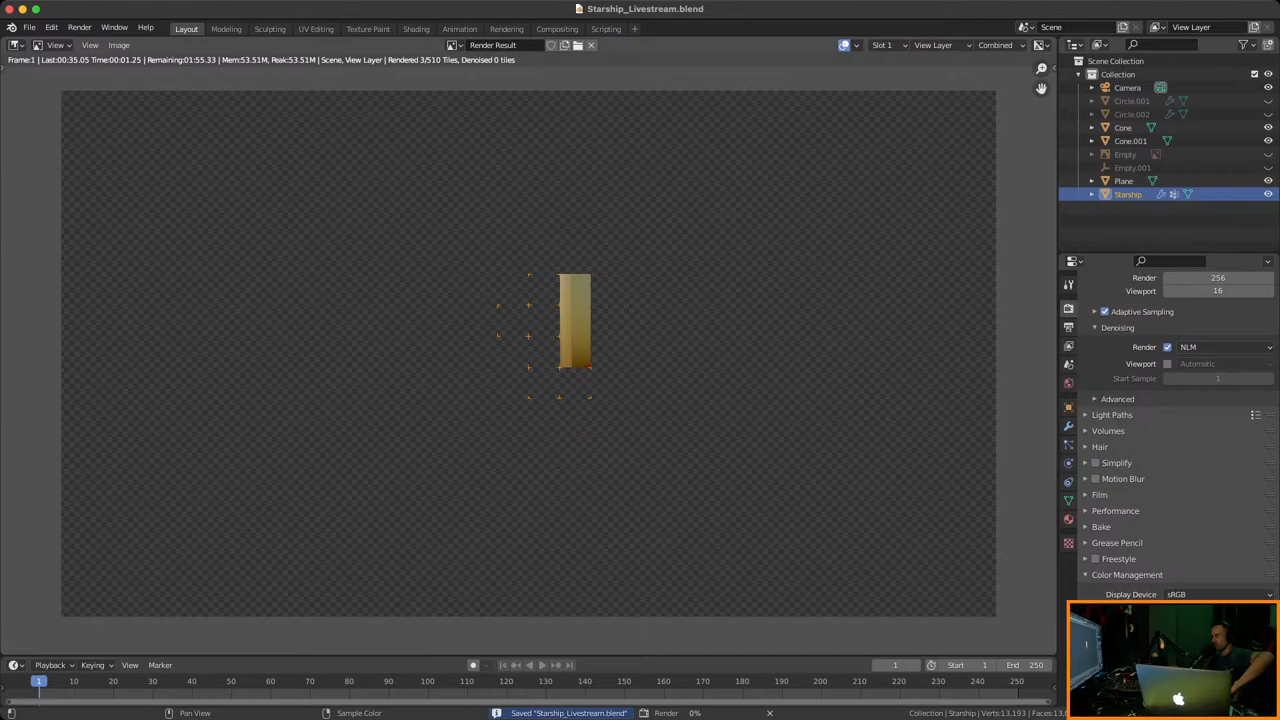 Starship_Livestream.blend
File Edit Render Window Help Layout Modeling Sculpting UV Editing Texture Paint Shading Animation Rendering Compositing Scripting + Scene View Layer
View View Image Render Result Slot 1 View Layer Combined
Frame:1 | Last:00:35.05 Time:00:01.25 | Remaining:01:55.33 | Mem:53.51M, Peak:53.51M | Scene, View Layer | Rendered 3/510 Tiles, Denoised 0 tiles
Scene Collection
Collection
Camera
Circle.001
Circle.002
Cone
Cone.001
Empty
Empty.001
Plane
Starship
Render 256
Viewport 16
Adaptive Sampling
Denoising
Render NLM
Viewport Automatic
Start Sample 1
Advanced
Light Paths
Volumes
Hair
Simplify
Motion Blur
Film
Performance
Bake
Grease Pencil
Freestyle
Color Management
Display Device sRGB
Playback Keying View Marker 1 Start 1 End 250
1 10 20 30 40 50 60 70 80 90 100 110 120 130 140 150 160 170 180 190 200 210 220 230 240 250
Pan View Sample Color Saved "Starship_Livestream.blend" Render 0% Collection | Starship | Verts:13,193 | Faces:13,0